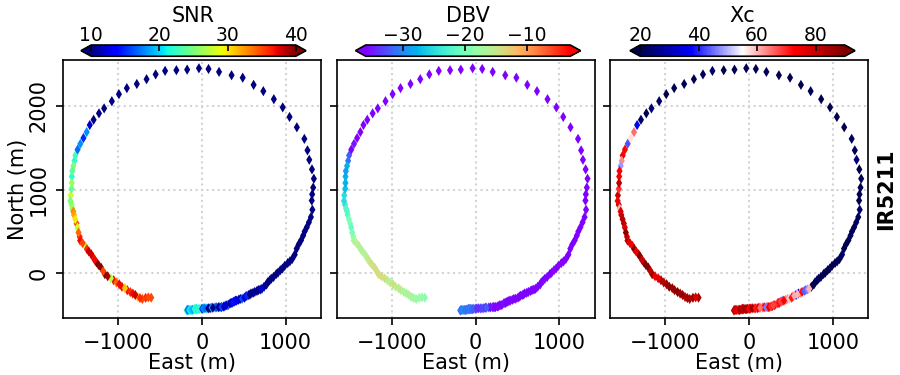 SNR DBV Xc
10 20 30 40 −30 −20 −10 20 40 60 80
2000
1000
0
North (m)
IR5211
−1000 0 1000 −1000 0 1000 −1000 0 1000
East (m) East (m) East (m)